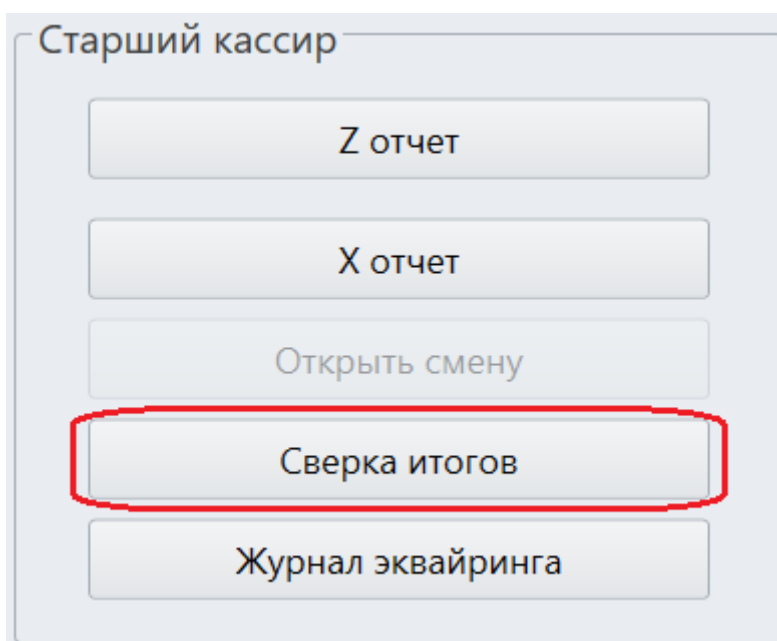 Старший кассир
Z отчет
X отчет
Открыть смену
Сверка итогов
Журнал эквайринга